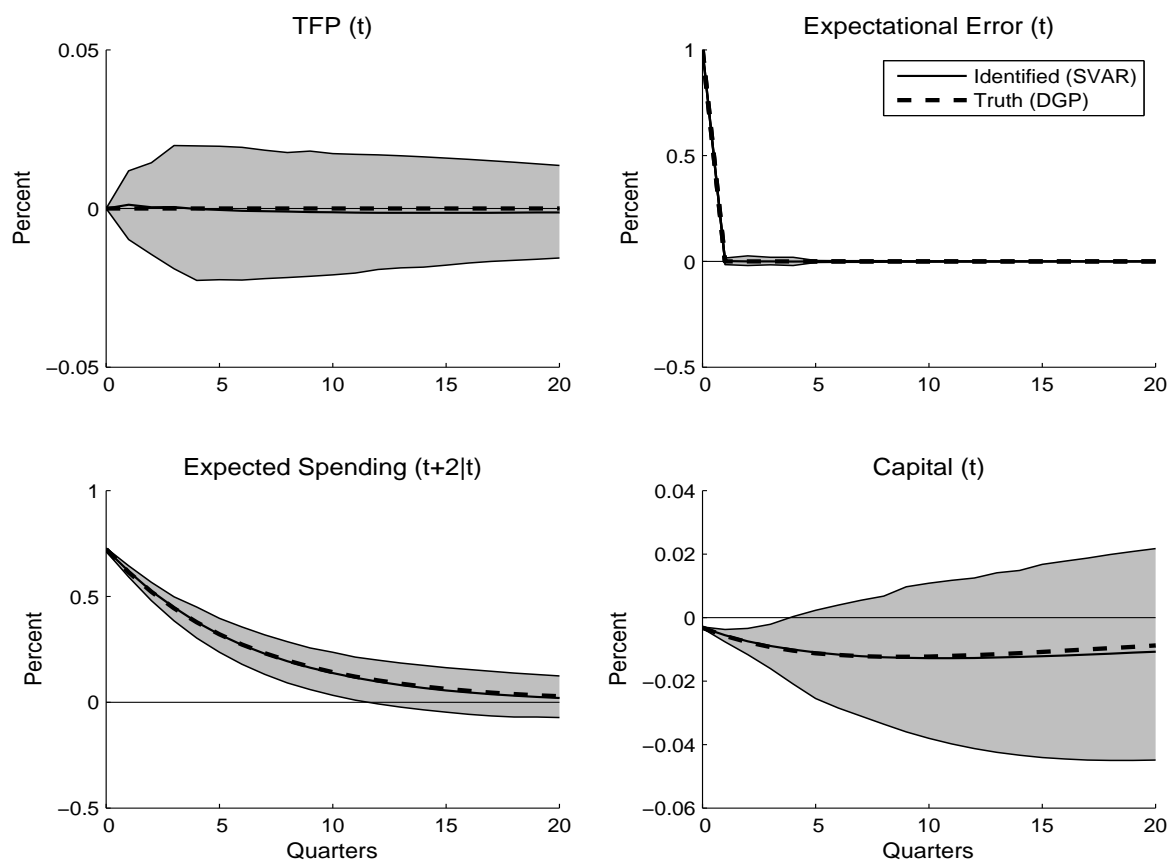 TFP (t)
0.05
0
−0.05
Percent
0 5 10 15 20
Expectational Error (t)
1
0.5
0
−0.5
Percent
0 5 10 15 20
Identified (SVAR)
Truth (DGP)
Expected Spending (t+2|t)
1
0.5
0
−0.5
Percent
0 5 10 15 20
Quarters
Capital (t)
0.04
0.02
0
−0.02
−0.04
−0.06
Percent
0 5 10 15 20
Quarters